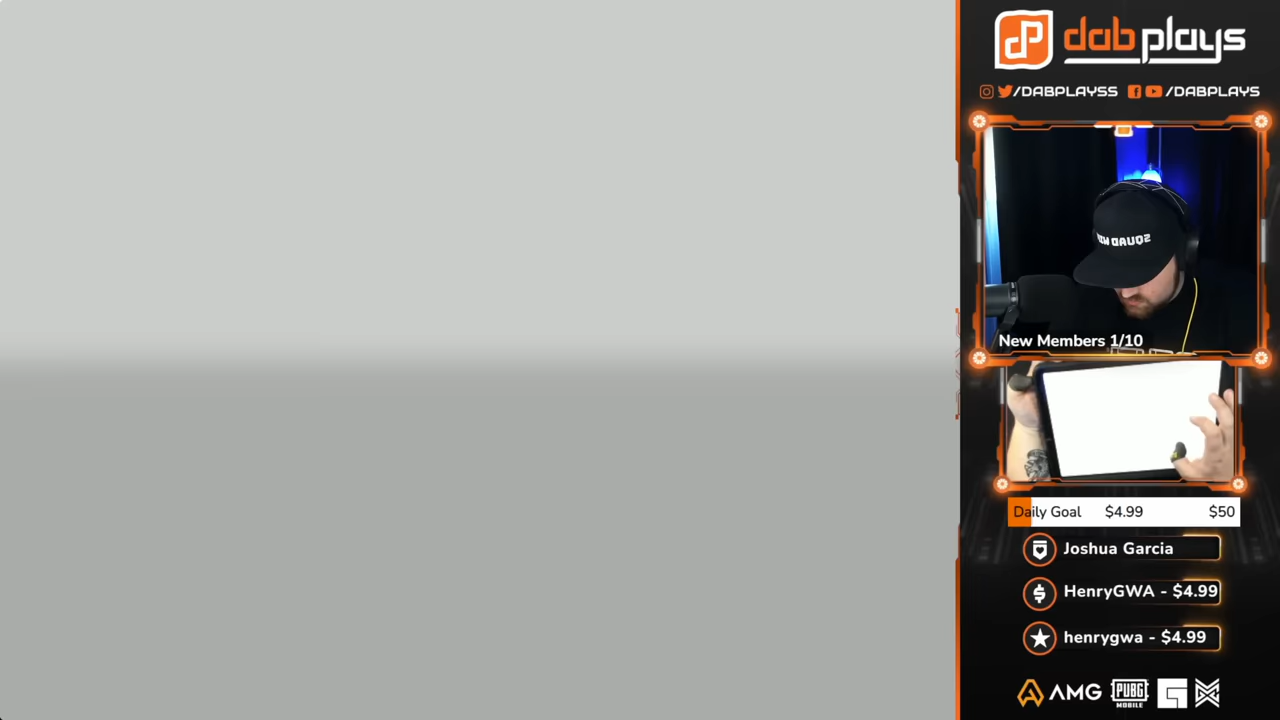 dabplays
/DABPLAYSS /DABPLAYS
New Members 1/10
Daily Goal $4.99 $50
Joshua Garcia
HenryGWA - $4.99
henrygwa - $4.99
AMG PUBG MOBILE